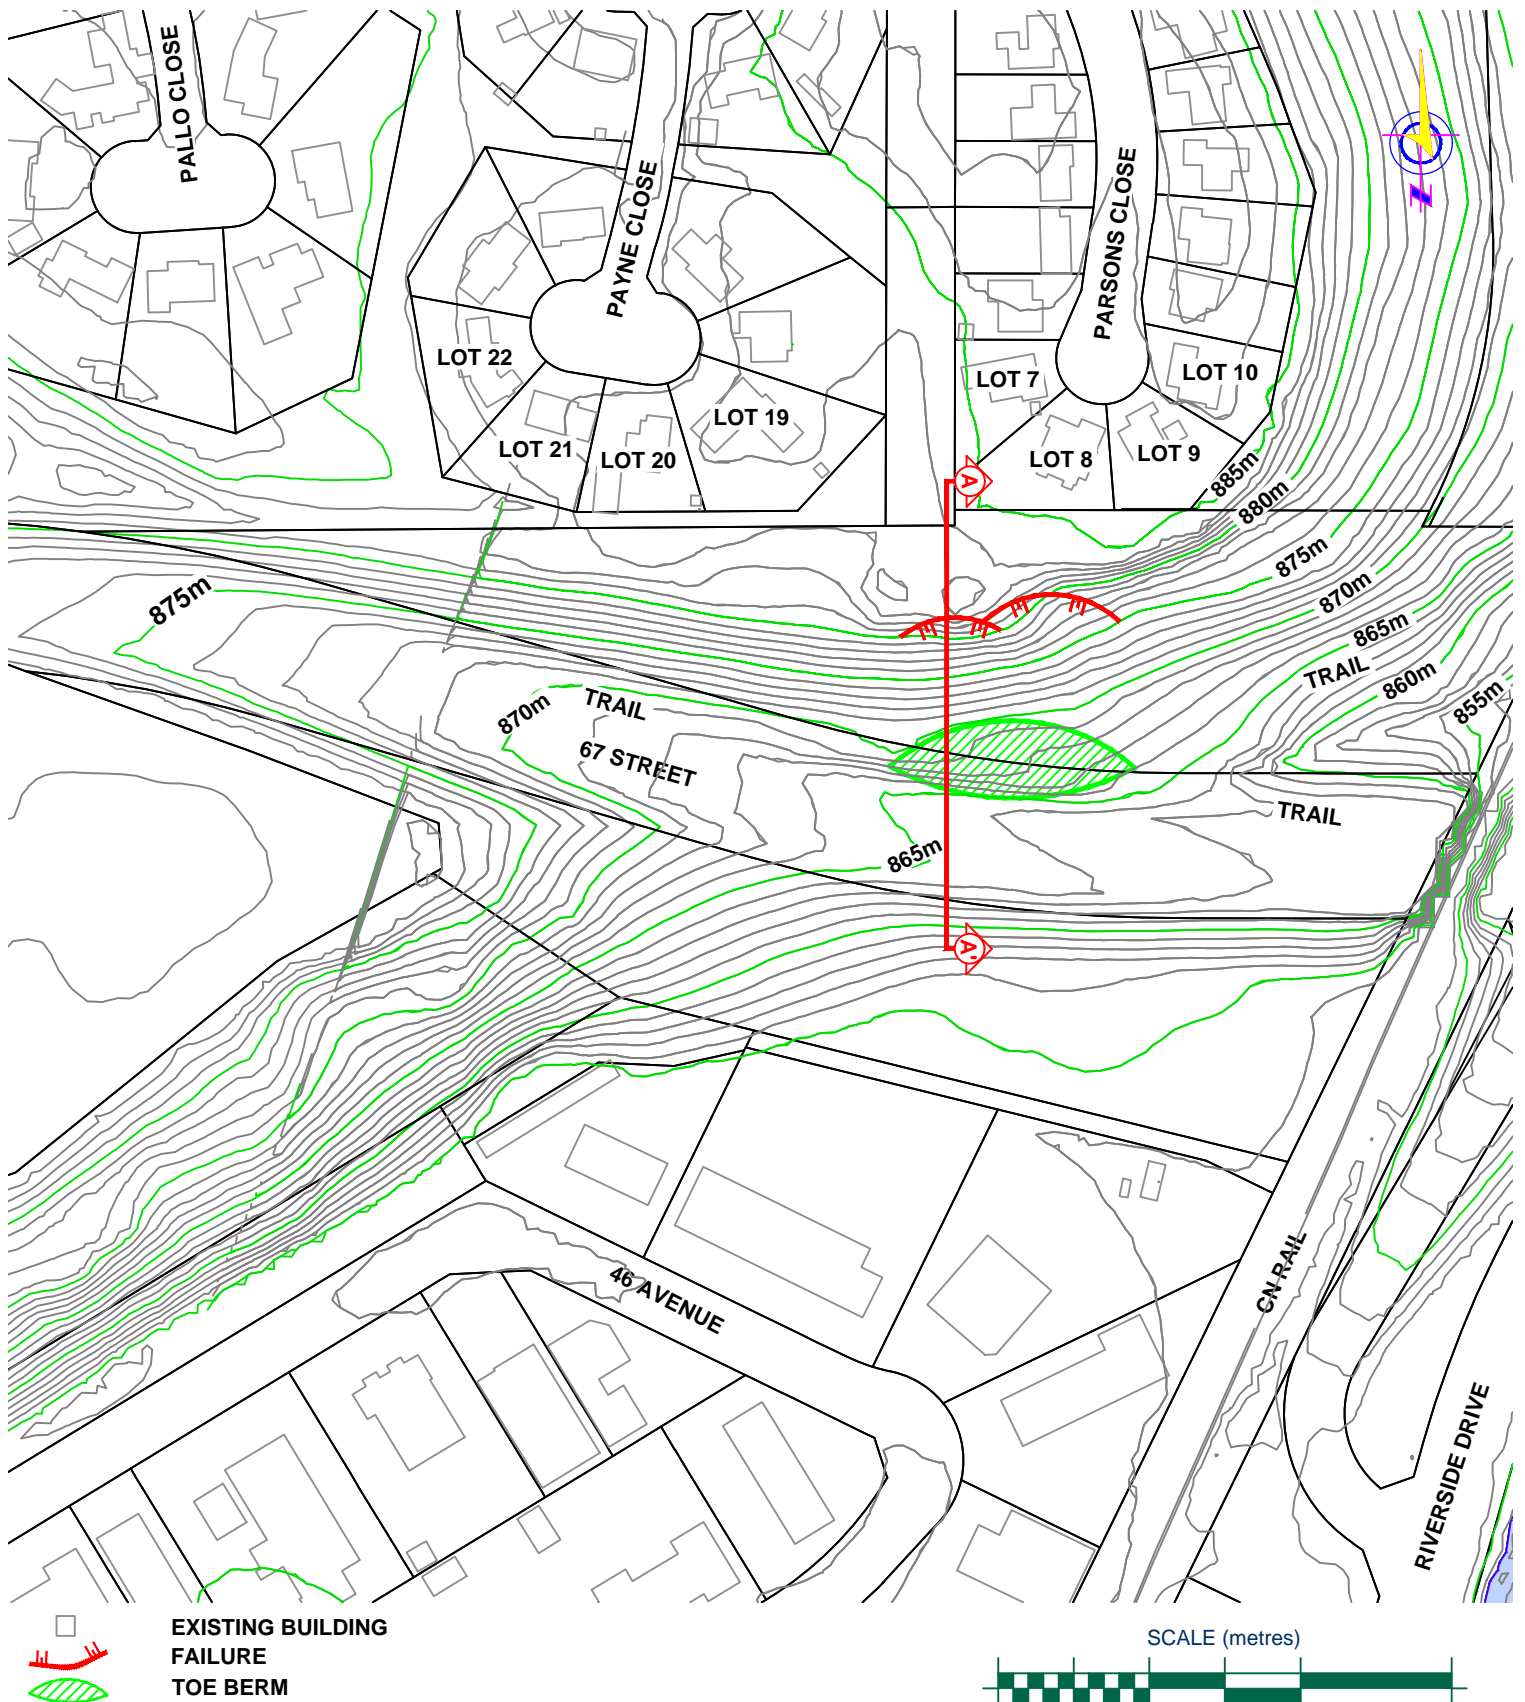 PALLO CLOSE
PAYNE CLOSE
PARSONS CLOSE
N
LOT 22
LOT 21
LOT 20
LOT 19
LOT 7
LOT 8
LOT 9
LOT 10
A
885m
880m
875m
870m
865m
860m
855m
TRAIL
875m
870m
TRAIL
67 STREET
TRAIL
865m
A'
46 AVENUE
CN RAIL
RIVERSIDE DRIVE
EXISTING BUILDING
FAILURE
TOE BERM
SCALE (metres)